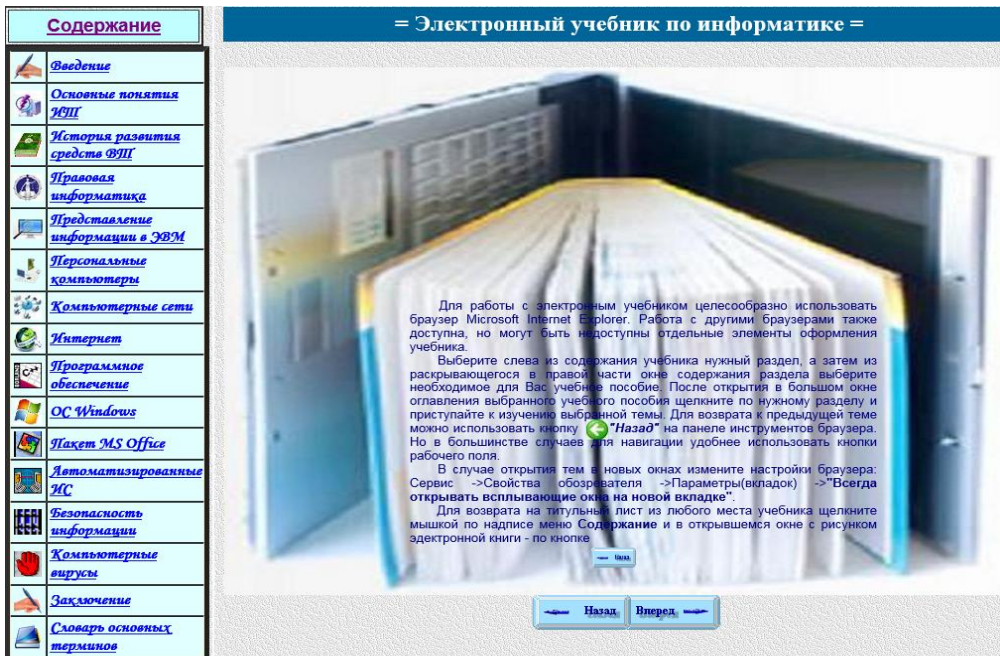 Содержание
Введение
Основные понятия
ИТ
История развития
средств ВТ
Правовая
информатика
Представление
информации в ЭВМ
Персональные
компьютеры
Компьютерные сети
Интернет
Программное
обеспечение
ОС Windows
Пакет MS Office
Автоматизированные
ИС
Безопасность
информации
Компьютерные
вирусы
Заключение
Словарь основных
терминов
= Электронный учебник по информатике =
Для работы с электронным учебником целесообразно использовать
браузер Microsoft Internet Explorer. Работа с другими браузерами также
доступна, но могут быть недоступны отдельные элементы оформления
учебника.
Выберите слева из содержания учебника нужный раздел, а затем из
раскрывающегося в правой части окне содержания раздела выберите
необходимое для Вас учебное пособие. После открытия в большом окне
оглавления выбранного учебного пособия щелкните по нужному разделу и
приступайте к изучению выбранной темы. Для возврата к предыдущей теме
можно использовать кнопку "Назад" на панеле инструментов браузера.
Но в большинстве случаев для навигации удобнее использовать кнопки
рабочего поля.
В случае открытия тем в новых окнах измените настройки браузера:
Сервис ->Свойства обозревателя ->Параметры(вкладок) ->"Всегда
открывать всплывающие окна на новой вкладке".
Для возврата на титульный лист из любого места учебника щелкните
мышкой по надписе меню Содержание и в открывшемся окне с рисунком
эдектронной книги - по кнопке
Назад
Назад Вперед